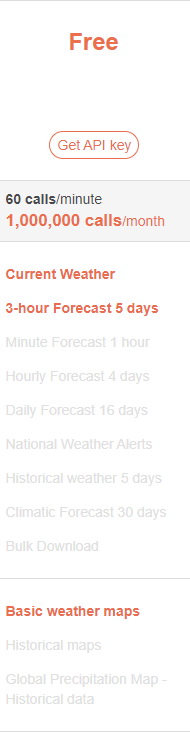 Free
Get API key
60 calls/minute
1,000,000 calls/month
Current Weather
3-hour Forecast 5 days
Minute Forecast 1 hour
Hourly Forecast 4 days
Daily Forecast 16 days
National Weather Alerts
Historical weather 5 days
Climatic Forecast 30 days
Bulk Download
Basic weather maps
Historical maps
Global Precipitation Map -
Historical data